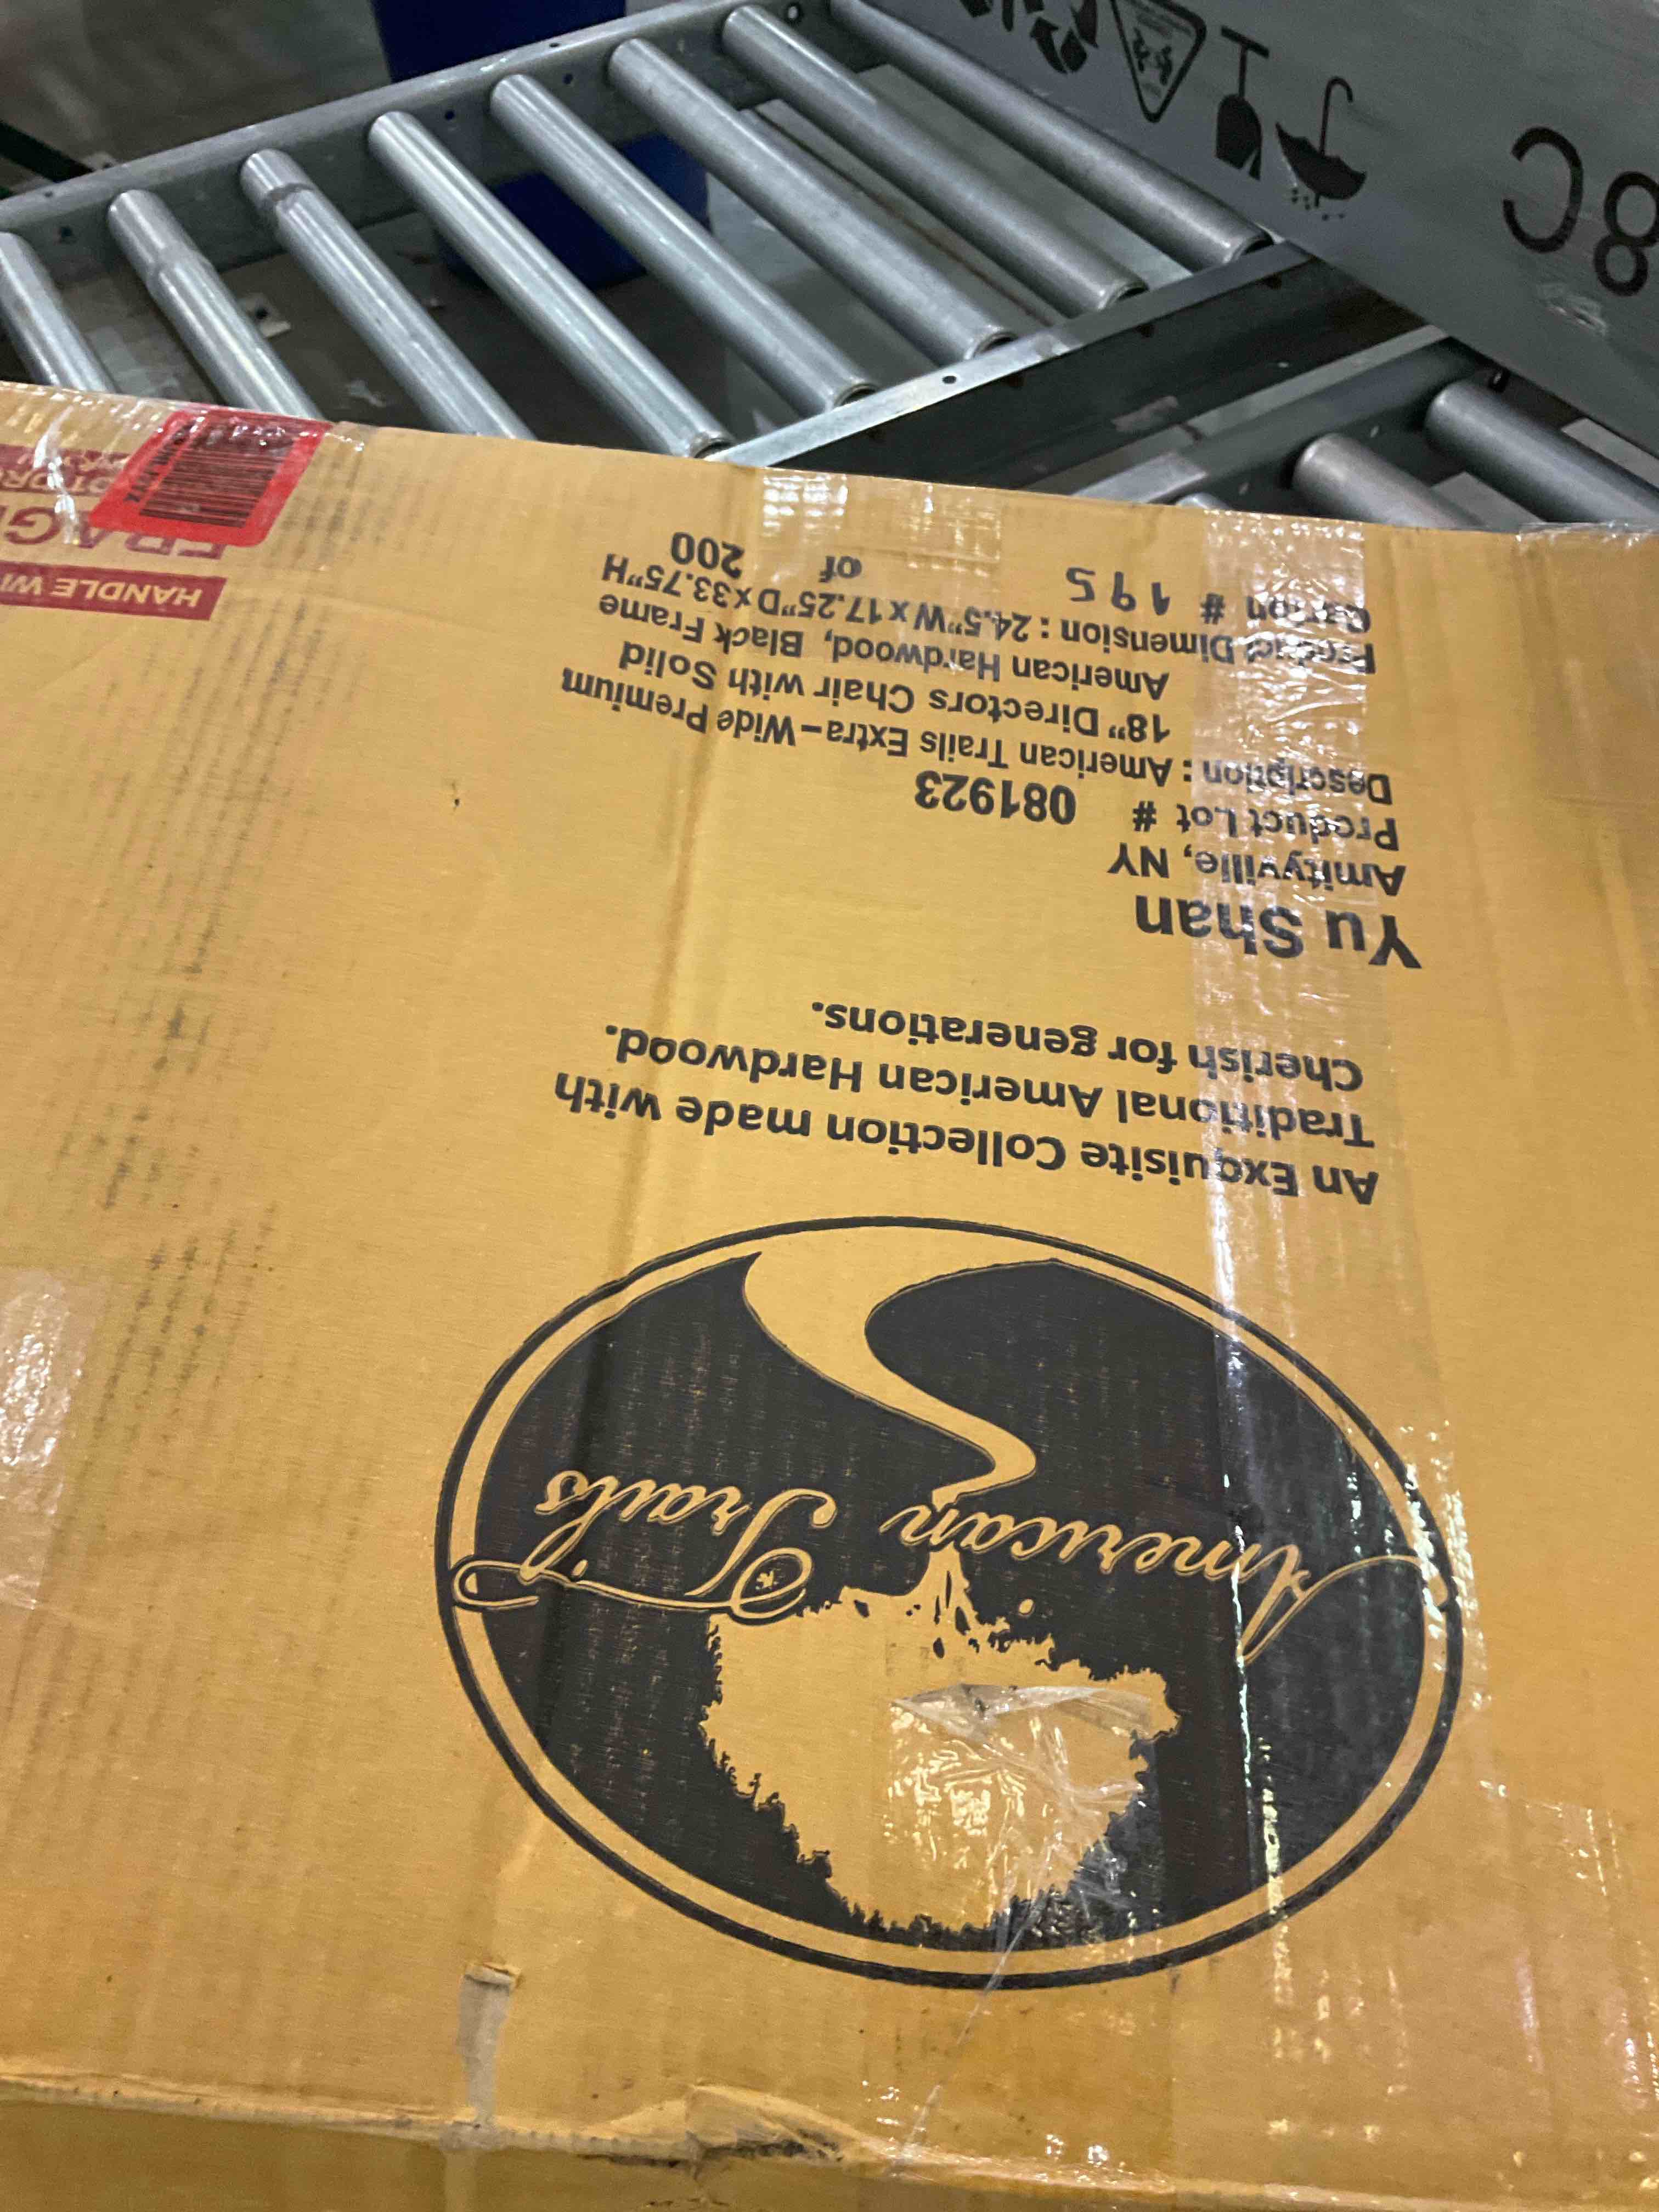 American Trails
An Exquisite Collection made with
Traditional American Hardwood.
Cherish for generations.
Yu Shan
Amityville, NY
Product Lot # 081923
Description : American Trails Extra-Wide Premium
18" Directors Chair with Solid
American Hardwood, Black Frame
Product Dimension : 24.5"W x 17.25"D x 33.75"H
Carton # 195 of 200
HANDLE WI
FRAG
8C